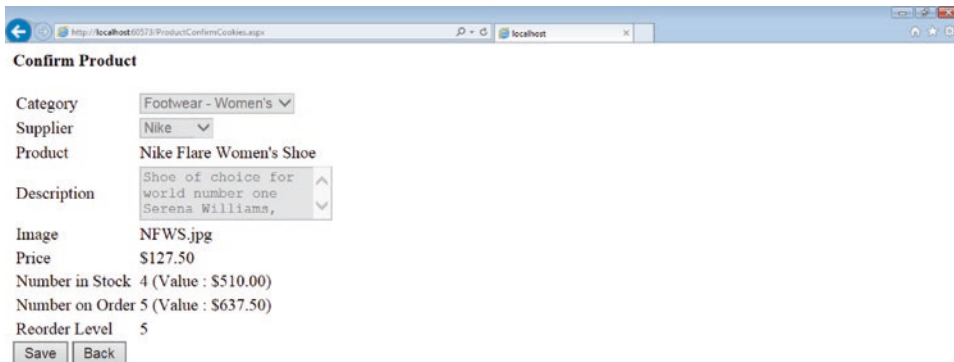 http://localhost:60573/ProductConfirmCookies.aspx
localhost
Confirm Product
Category Footwear - Women's
Supplier Nike
Product Nike Flare Women's Shoe
Description Shoe of choice for
world number one
Serena Williams,
Image NFWS.jpg
Price $127.50
Number in Stock 4 (Value : $510.00)
Number on Order 5 (Value : $637.50)
Reorder Level 5
Save Back